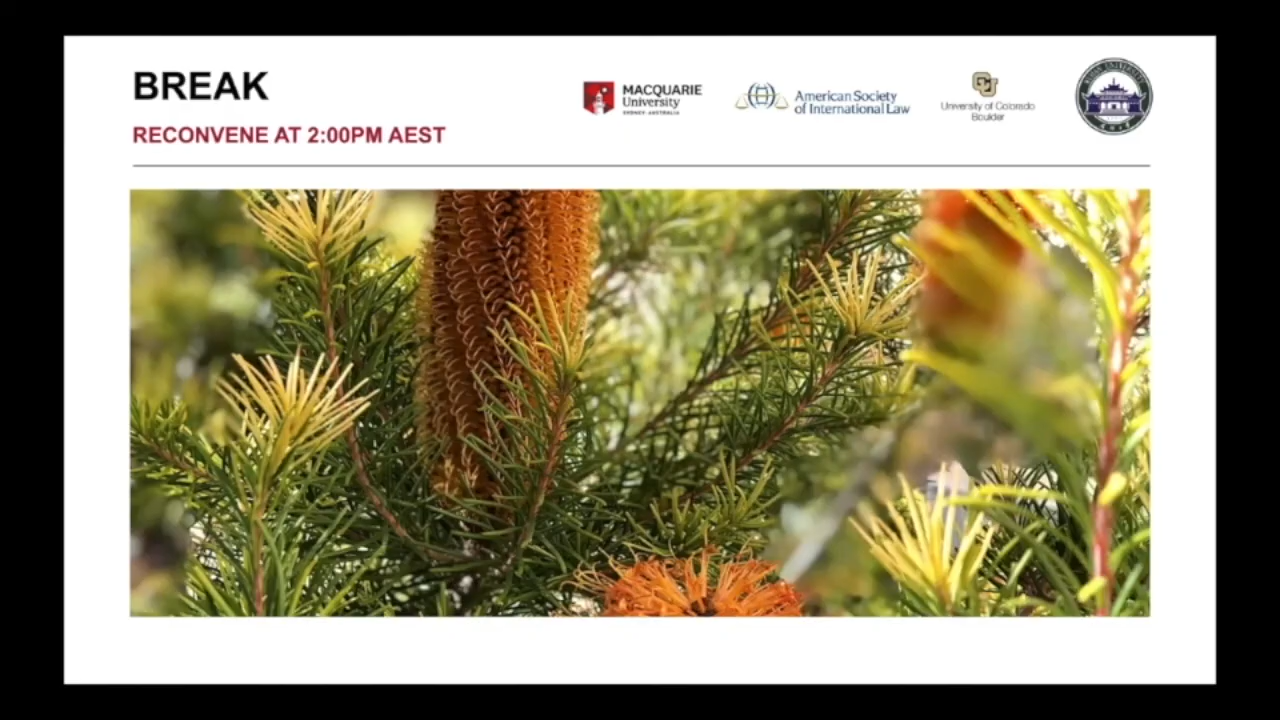 BREAK
RECONVENE AT 2:00PM AEST
MACQUARIE
University
SYDNEY·AUSTRALIA
American Society
of International Law
CU
University of Colorado
Boulder